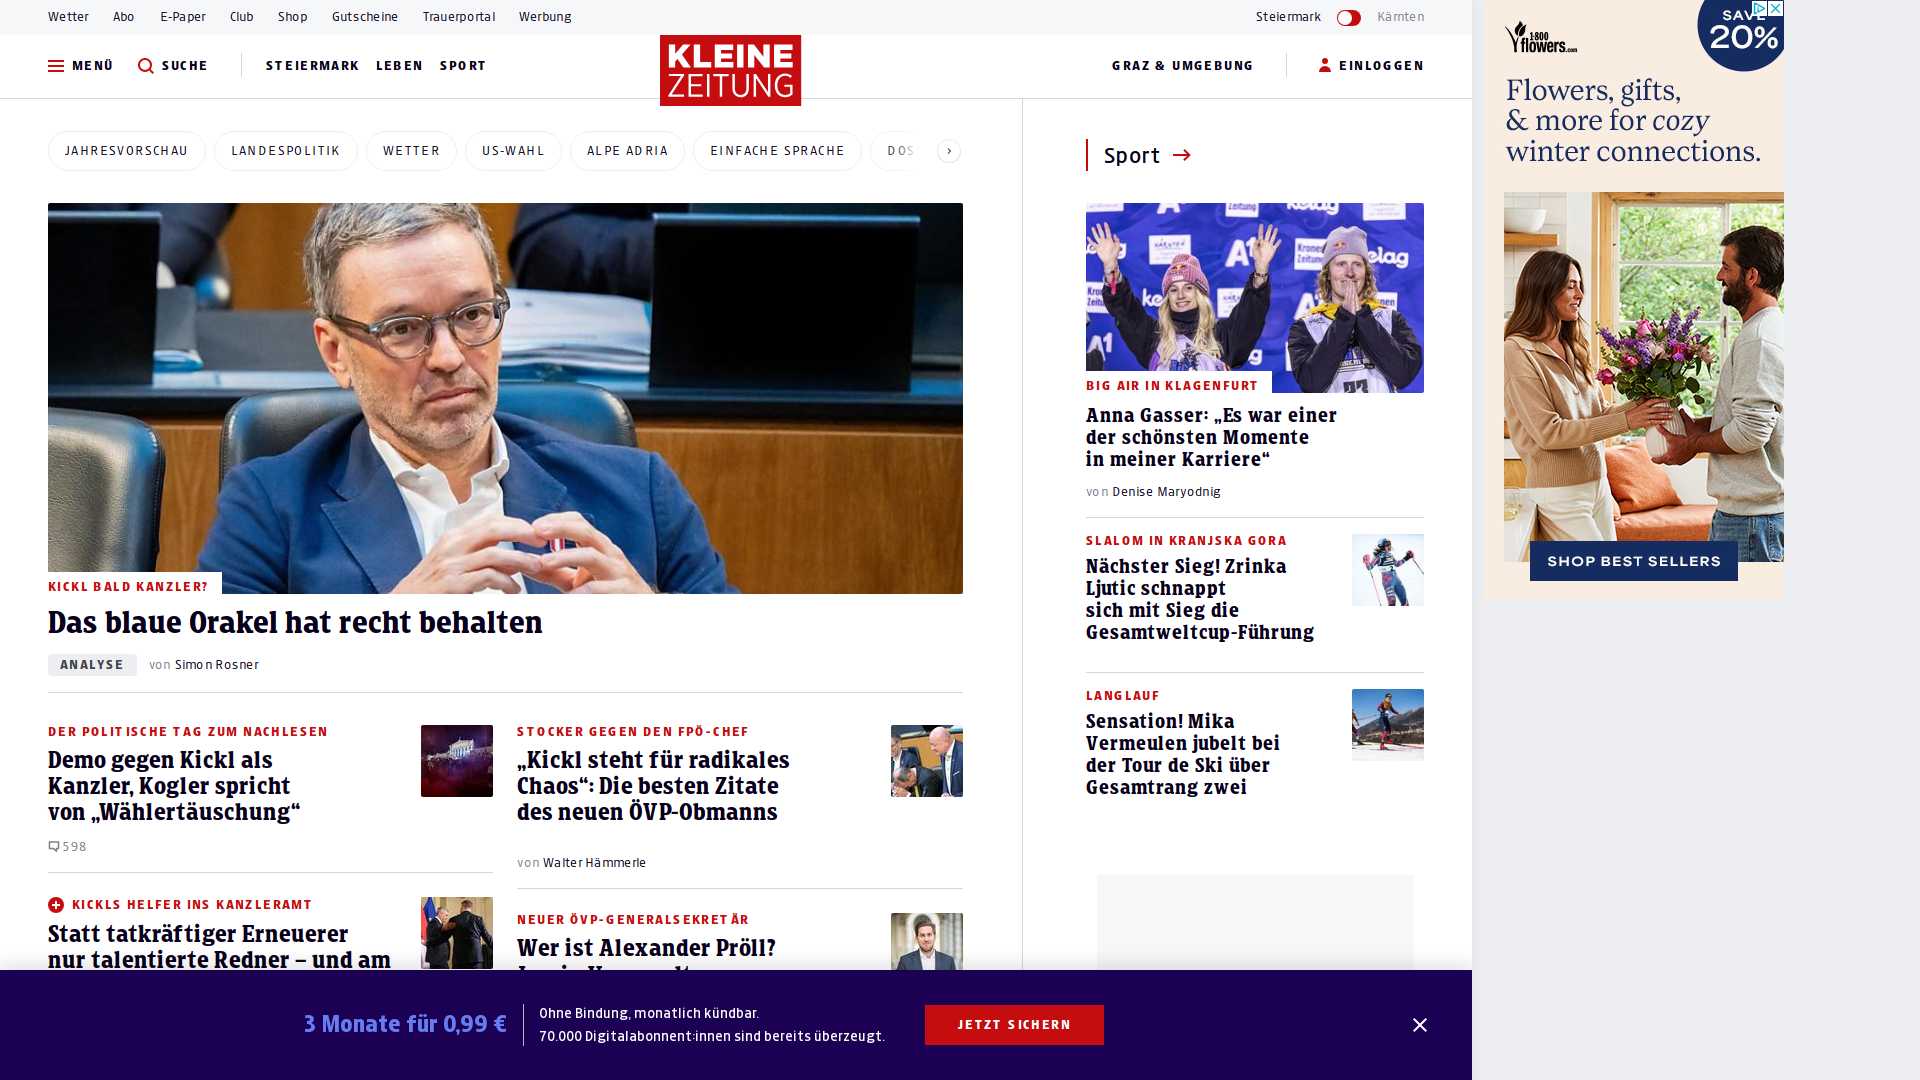 Wetter Abo E-Paper Club Shop Gutscheine Trauerportal Werbung
Steiermark Kärnten
MENÜ SUCHE STEIERMARK LEBEN SPORT
KLEINE
ZEITUNG
GRAZ & UMGEBUNG EINLOGGEN
JAHRESVORSCHAU LANDESPOLITIK WETTER US-WAHL ALPE ADRIA EINFACHE SPRACHE DOS
KICKL BALD KANZLER?
Das blaue Orakel hat recht behalten
ANALYSE von Simon Rosner
DER POLITISCHE TAG ZUM NACHLESEN
Demo gegen Kickl als
Kanzler, Kogler spricht
von „Wählertäuschung“
598
KICKLS HELFER INS KANZLERAMT
Statt tatkräftiger Erneuerer
nur talentierte Redner – und am
STOCKER GEGEN DEN FPÖ-CHEF
„Kickl steht für radikales
Chaos“: Die besten Zitate
des neuen ÖVP-Obmanns
von Walter Hämmerle
NEUER ÖVP-GENERALSEKRETÄR
Wer ist Alexander Pröll?
Sport
BIG AIR IN KLAGENFURT
Anna Gasser: „Es war einer
der schönsten Momente
in meiner Karriere“
von Denise Maryodnig
SLALOM IN KRANJSKA GORA
Nächster Sieg! Zrinka
Ljutic schnappt
sich mit Sieg die
Gesamtweltcup-Führung
LANGLAUF
Sensation! Mika
Vermeulen jubelt bei
der Tour de Ski über
Gesamtrang zwei
1-800
flowers.com
SAVE
20%
Flowers, gifts,
& more for cozy
winter connections.
SHOP BEST SELLERS
3 Monate für 0,99 €
Ohne Bindung, monatlich kündbar.
70.000 Digitalabonnent:innen sind bereits überzeugt.
JETZT SICHERN